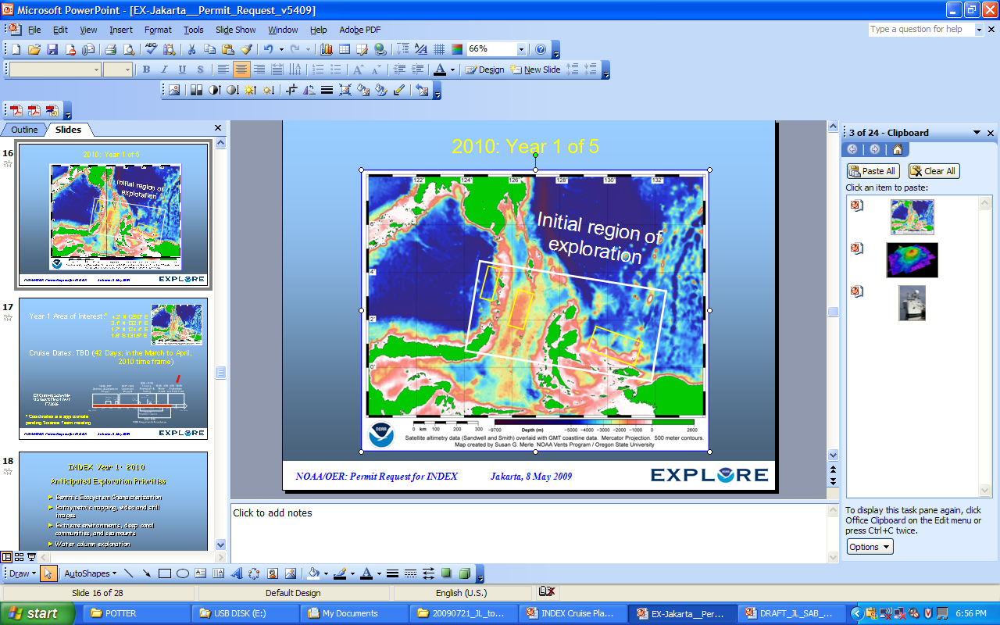 Microsoft PowerPoint - [EX-Jakarta__Permit_Request_v5409]
File Edit View Insert Format Tools Slide Show Window Help Adobe PDF
Type a question for help
66%
Design New Slide
Outline Slides
16
2010: Year 1 of 5
Initial region of
exploration
EXPLORE
17
Year 1 Area of Interest:*
Cruise Dates: TBD (42 Days; in the March to April,
2010 timeframe)
EXPLORE
18
INDEX Year 1: 2010
Anticipated Exploration Priorities
Benthic Ecosystem Characterization
Bathymetric mapping, video and still
images
Extreme environments, deep coral
communities, and seamounts
Water column exploration
2010: Year 1 of 5
122° 124° 126° 128° 130° 132°
Initial region of
exploration
4°
2°
0°
NOAA
0 km 100 200 300
-9700 Depth (m) -5000 -4000 -3000 -2000 -1000 0 2600
Satellite altimetry data (Sandwell and Smith) overlaid with GMT coastline data. Mercator Projection. 500 meter contours.
Map created by Susan G. Merle NOAA Vents Program / Oregon State University
NOAA/OER: Permit Request for INDEX Jakarta, 8 May 2009 EXPLORE
Click to add notes
3 of 24 - Clipboard
Paste All Clear All
Click an item to paste:
To display this task pane again, click
Office Clipboard on the Edit menu or
press Ctrl+C twice.
Options
Draw AutoShapes
Slide 16 of 28 Default Design English (U.S.)
start POTTER USB DISK (E:) My Documents 20090721_JL_to... INDEX Cruise Pla... EX-Jakarta__Per... DRAFT_JL_SAB_... 6:56 PM